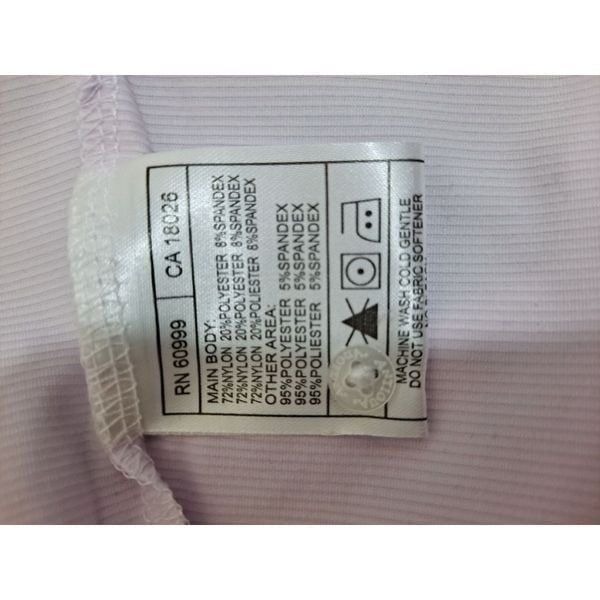 RN 60999
CA 18026
MAIN BODY:
72%NYLON 20%POLYESTER 8%SPANDEX
72%NYLON 20%POLYESTER 8%SPANDEX
72%NYLON 20%POLIESTER 8%SPANDEX
OTHER AREA:
95%POLYESTER 5%SPANDEX
95%POLYESTER 5%SPANDEX
95%POLIESTER 5%SPANDEX
MACHINE WASH COLD GENTLE
DO NOT USE FABRIC SOFTENER